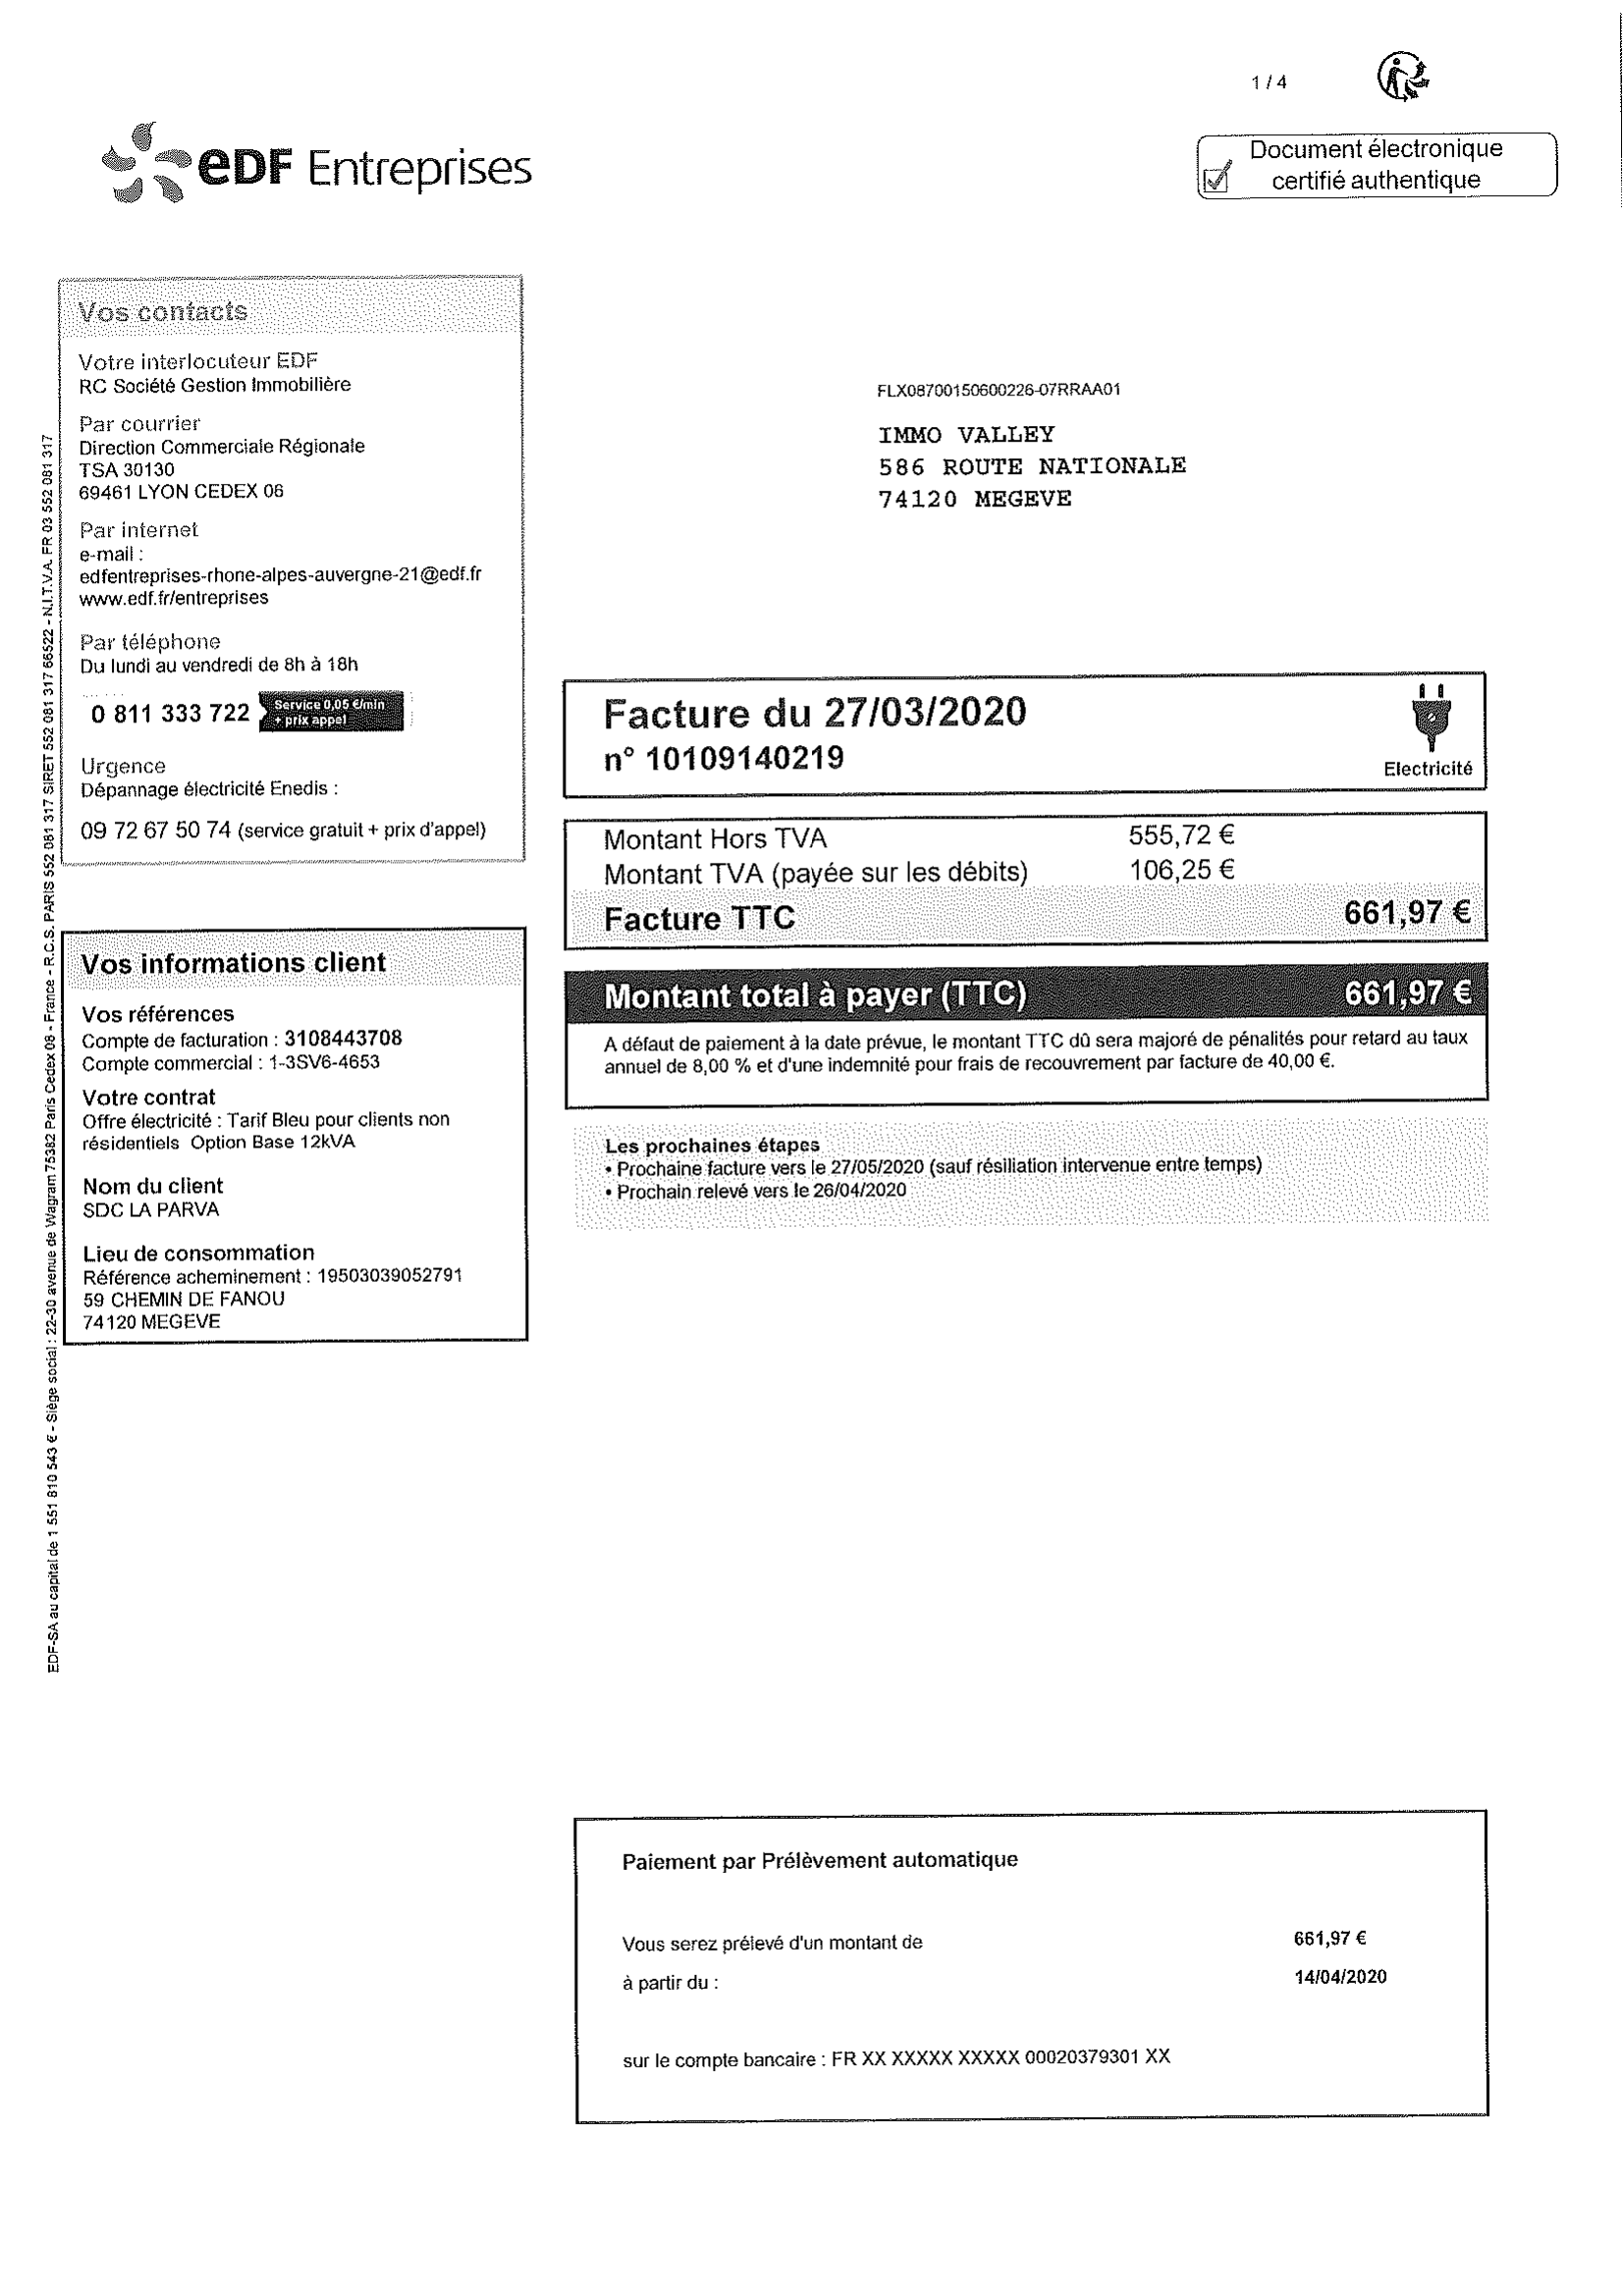 1 / 4
eDF Entreprises
Document électronique
certifié authentique
Vos contacts
Votre interlocuteur EDF
RC Société Gestion Immobilière
Par courrier
Direction Commerciale Régionale
TSA 30130
69461 LYON CEDEX 06
Par internet
e-mail :
edfentreprises-rhone-alpes-auvergne-21@edf.fr
www.edf.fr/entreprises
Par téléphone
Du lundi au vendredi de 8h à 18h
0 811 333 722 Service 0,05 €/min
+ prix appel
Urgence
Dépannage électricité Enedis :
09 72 67 50 74 (service gratuit + prix d'appel)
FLX08700150600226-07RRAA01
IMMO VALLEY
586 ROUTE NATIONALE
74120 MEGEVE
Facture du 27/03/2020
n° 10109140219
Electricité
Montant Hors TVA 555,72 €
Montant TVA (payée sur les débits) 106,25 €
Facture TTC 661,97 €
Montant total à payer (TTC) 661,97 €
A défaut de paiement à la date prévue, le montant TTC dû sera majoré de pénalités pour retard au taux
annuel de 8,00 % et d'une indemnité pour frais de recouvrement par facture de 40,00 €.
Les prochaines étapes
• Prochaine facture vers le 27/05/2020 (sauf résiliation intervenue entre temps)
• Prochain relevé vers le 26/04/2020
Vos informations client
Vos références
Compte de facturation : 3108443708
Compte commercial : 1-3SV6-4653
Votre contrat
Offre électricité : Tarif Bleu pour clients non
résidentiels Option Base 12kVA
Nom du client
SDC LA PARVA
Lieu de consommation
Référence acheminement : 19503039052791
59 CHEMIN DE FANOU
74120 MEGEVE
EDF-SA au capital de 1 551 810 543 € - Siège social : 22-30 avenue de Wagram 75382 Paris Cedex 08 - France - R.C.S. PARIS 552 081 317 SIRET 552 081 317 66522 - N.I.T.V.A. FR 03 552 081 317
Paiement par Prélèvement automatique
Vous serez prélevé d'un montant de 661,97 €
à partir du : 14/04/2020
sur le compte bancaire : FR XX XXXXX XXXXX 00020379301 XX